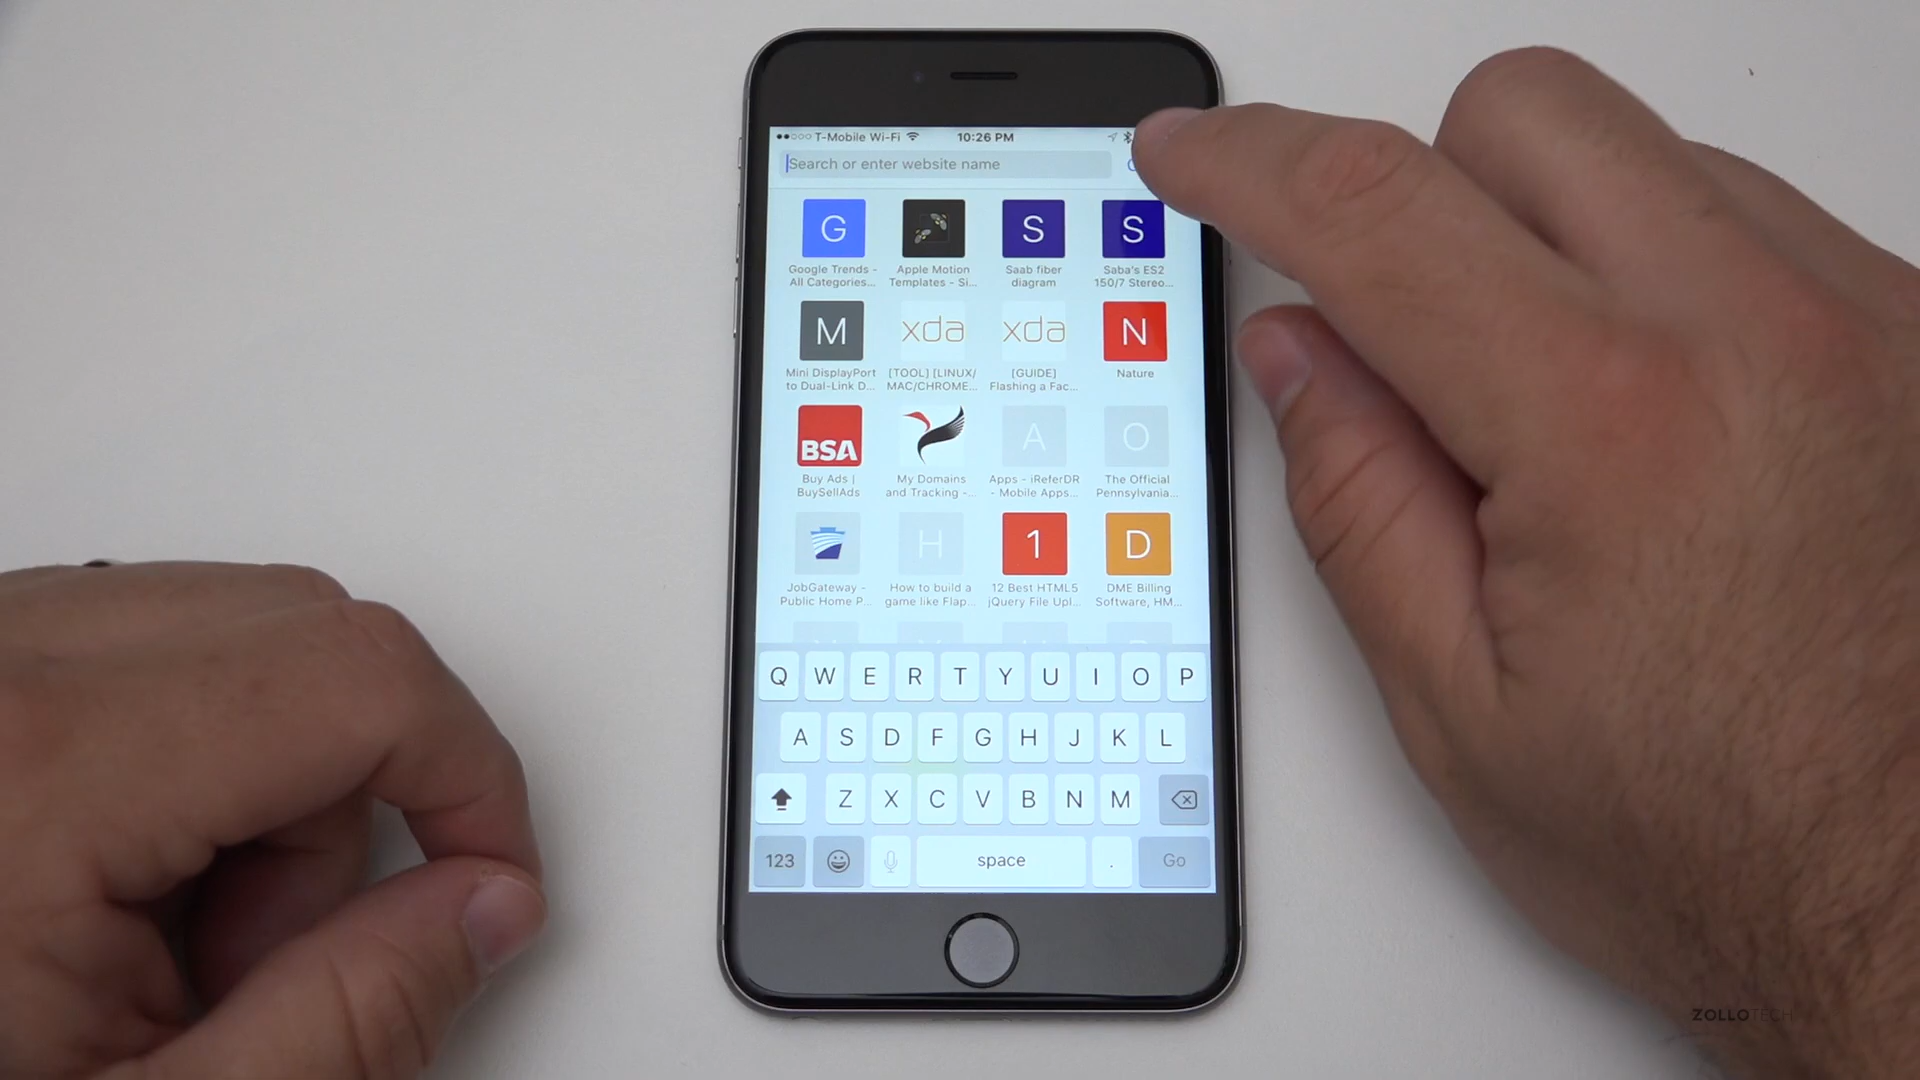 T-Mobile Wi-Fi 10:26 PM
Search or enter website name
G S S
Google Trends - Apple Motion Saab fiber Saba's ES2
All Categories... Templates - Si... diagram 150/7 Stereo...
M xda xda N
Mini DisplayPort [TOOL] [LINUX/ [GUIDE] Nature
to Dual-Link D... MAC/CHROME... Flashing a Fac...
BSA A O
Buy Ads | My Domains Apps - iReferDR The Official
BuySellAds and Tracking -... - Mobile Apps... Pennsylvania...
H 1 D
JobGateway - How to build a 12 Best HTML5 DME Billing
Public Home P... game like Flap... jQuery File Upl... Software, HM...
Q W E R T Y U I O P
A S D F G H J K L
Z X C V B N M
123 space . Go
ZOLLOTECH